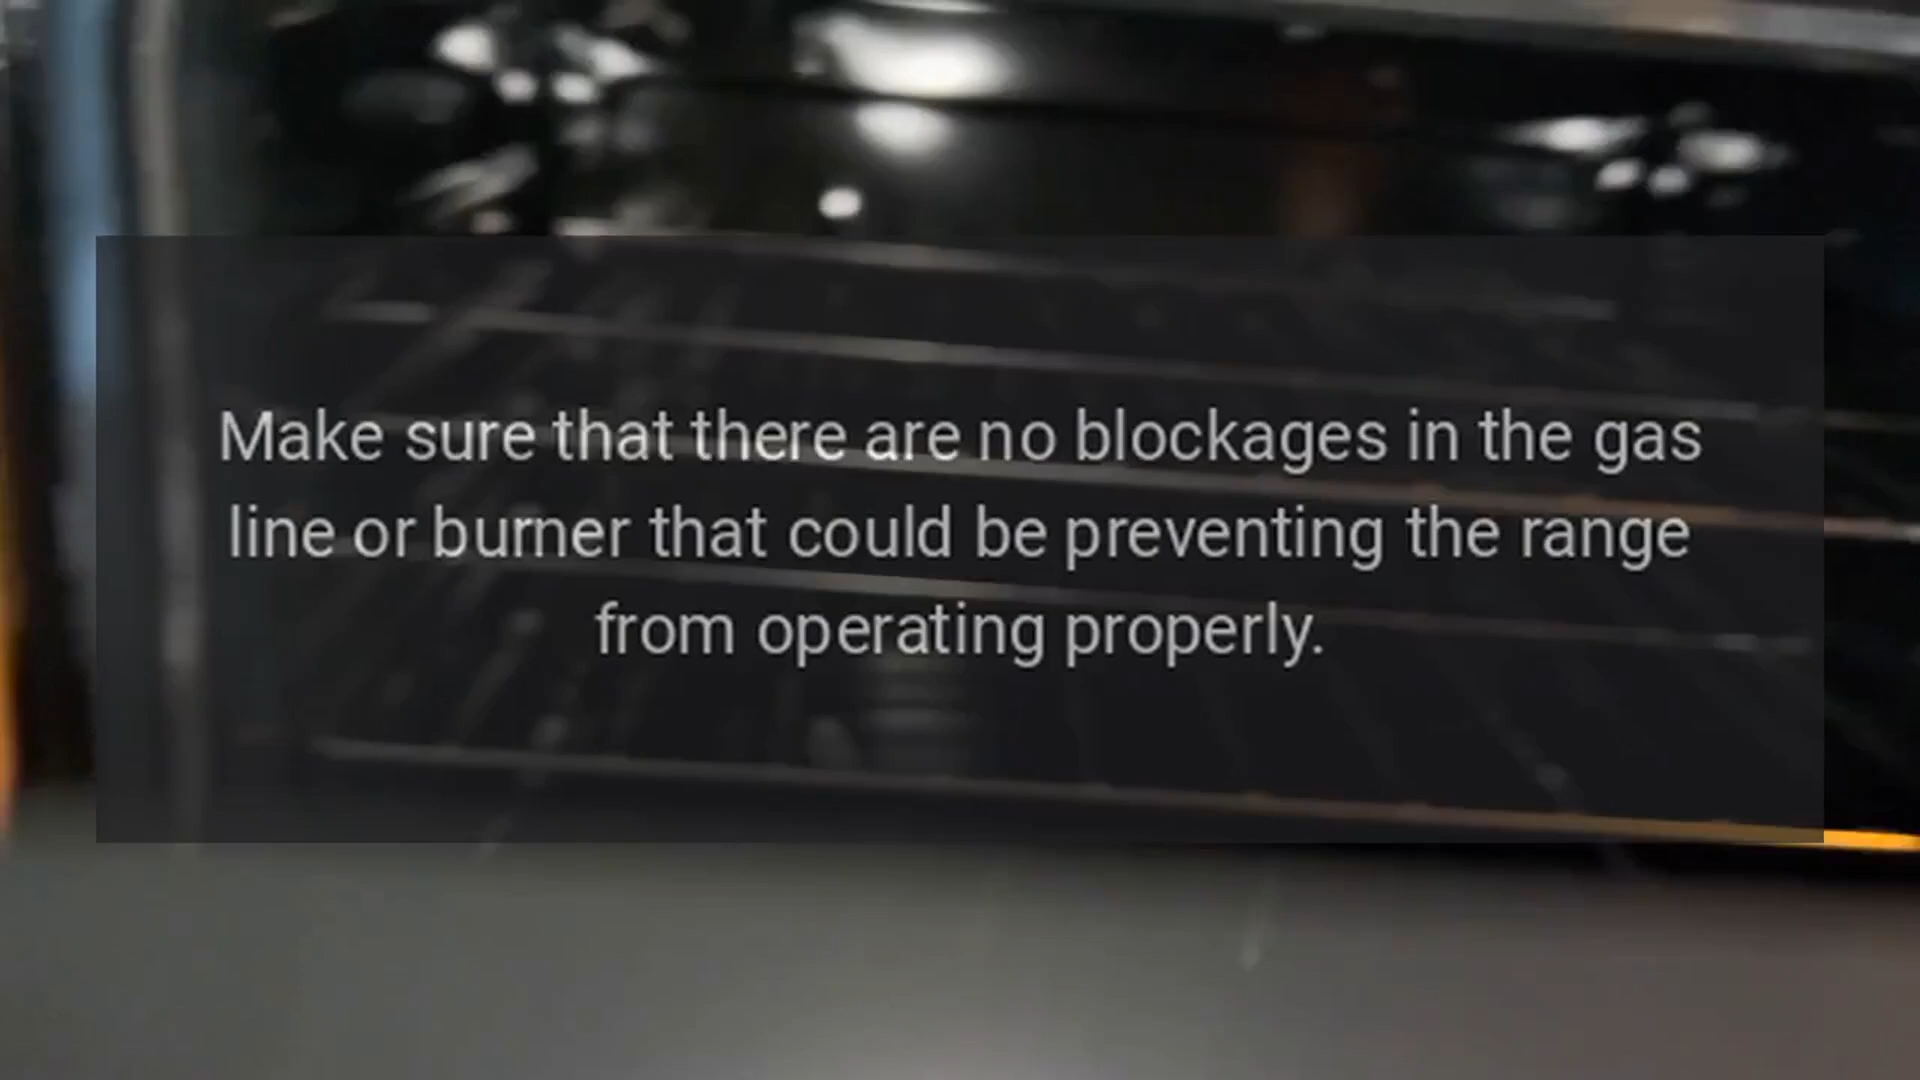 Make sure that there are no blockages in the gas
line or burner that could be preventing the range
from operating properly.